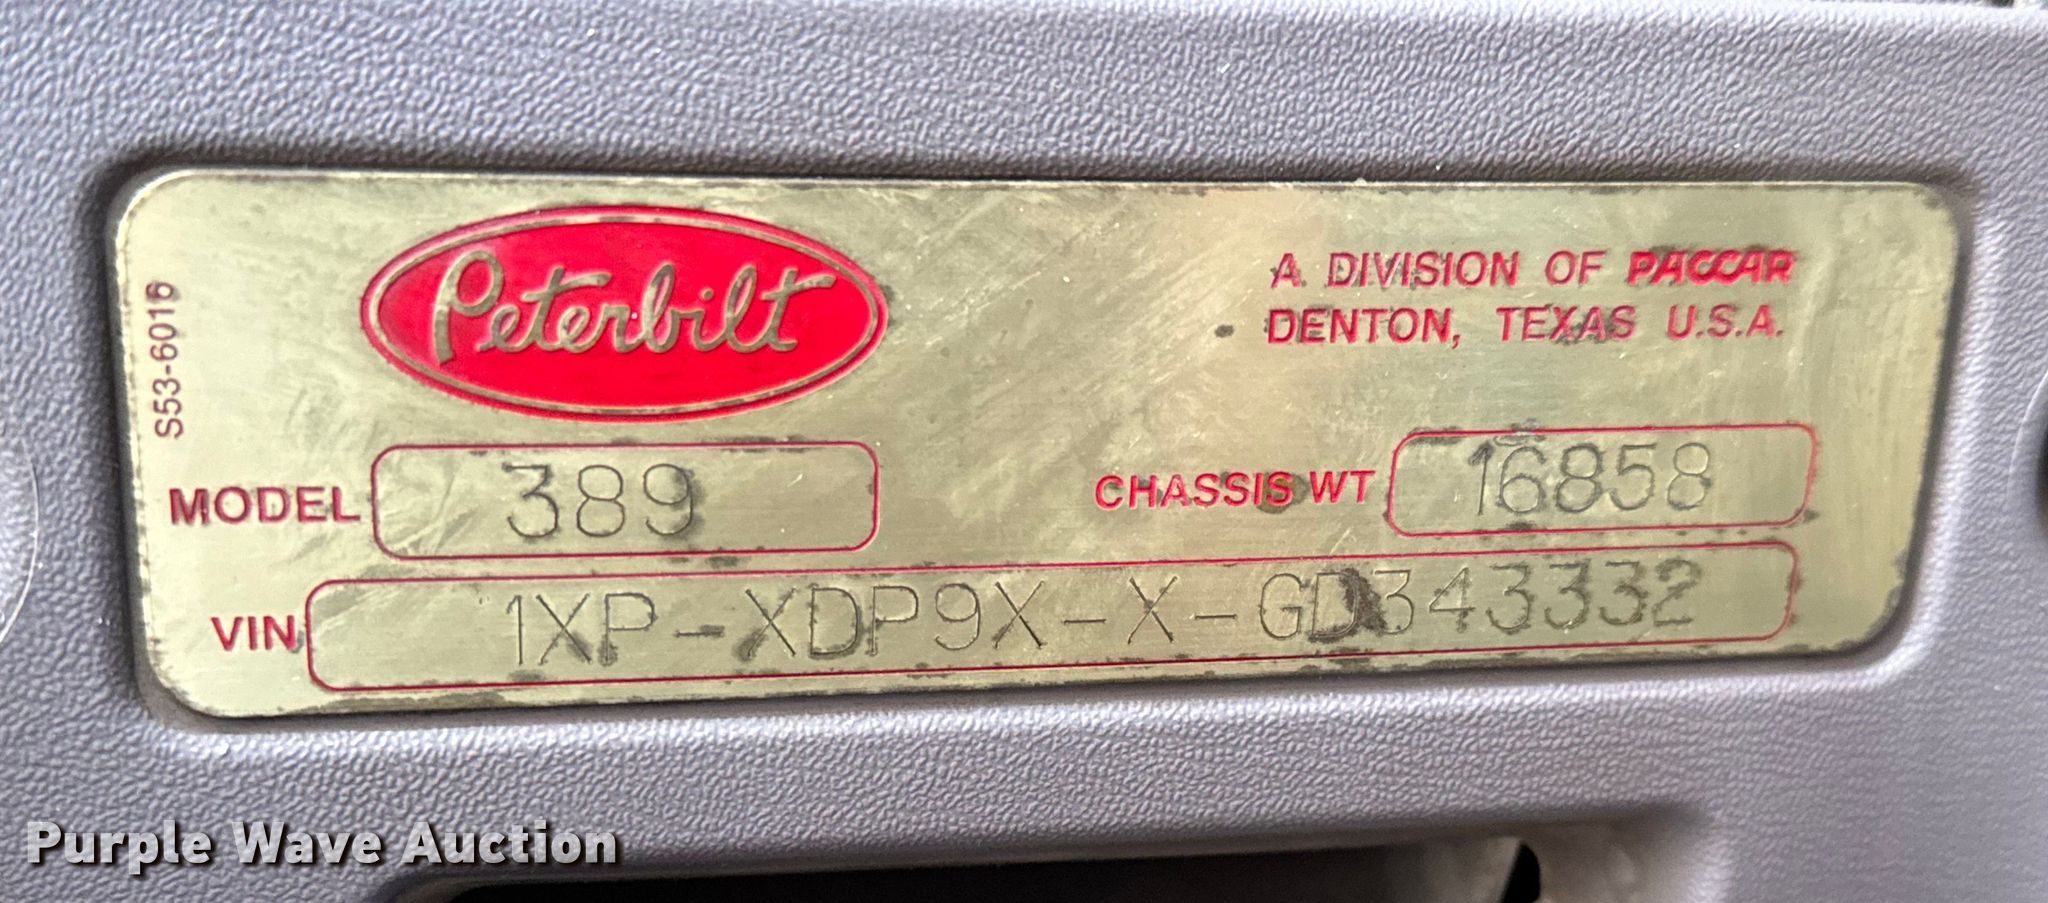 S53-6016
Peterbilt
A DIVISION OF PACCAR
DENTON, TEXAS U.S.A.
MODEL 389
CHASSIS WT 16858
VIN 1XP-XDP9X-X-GD343332
Purple Wave Auction